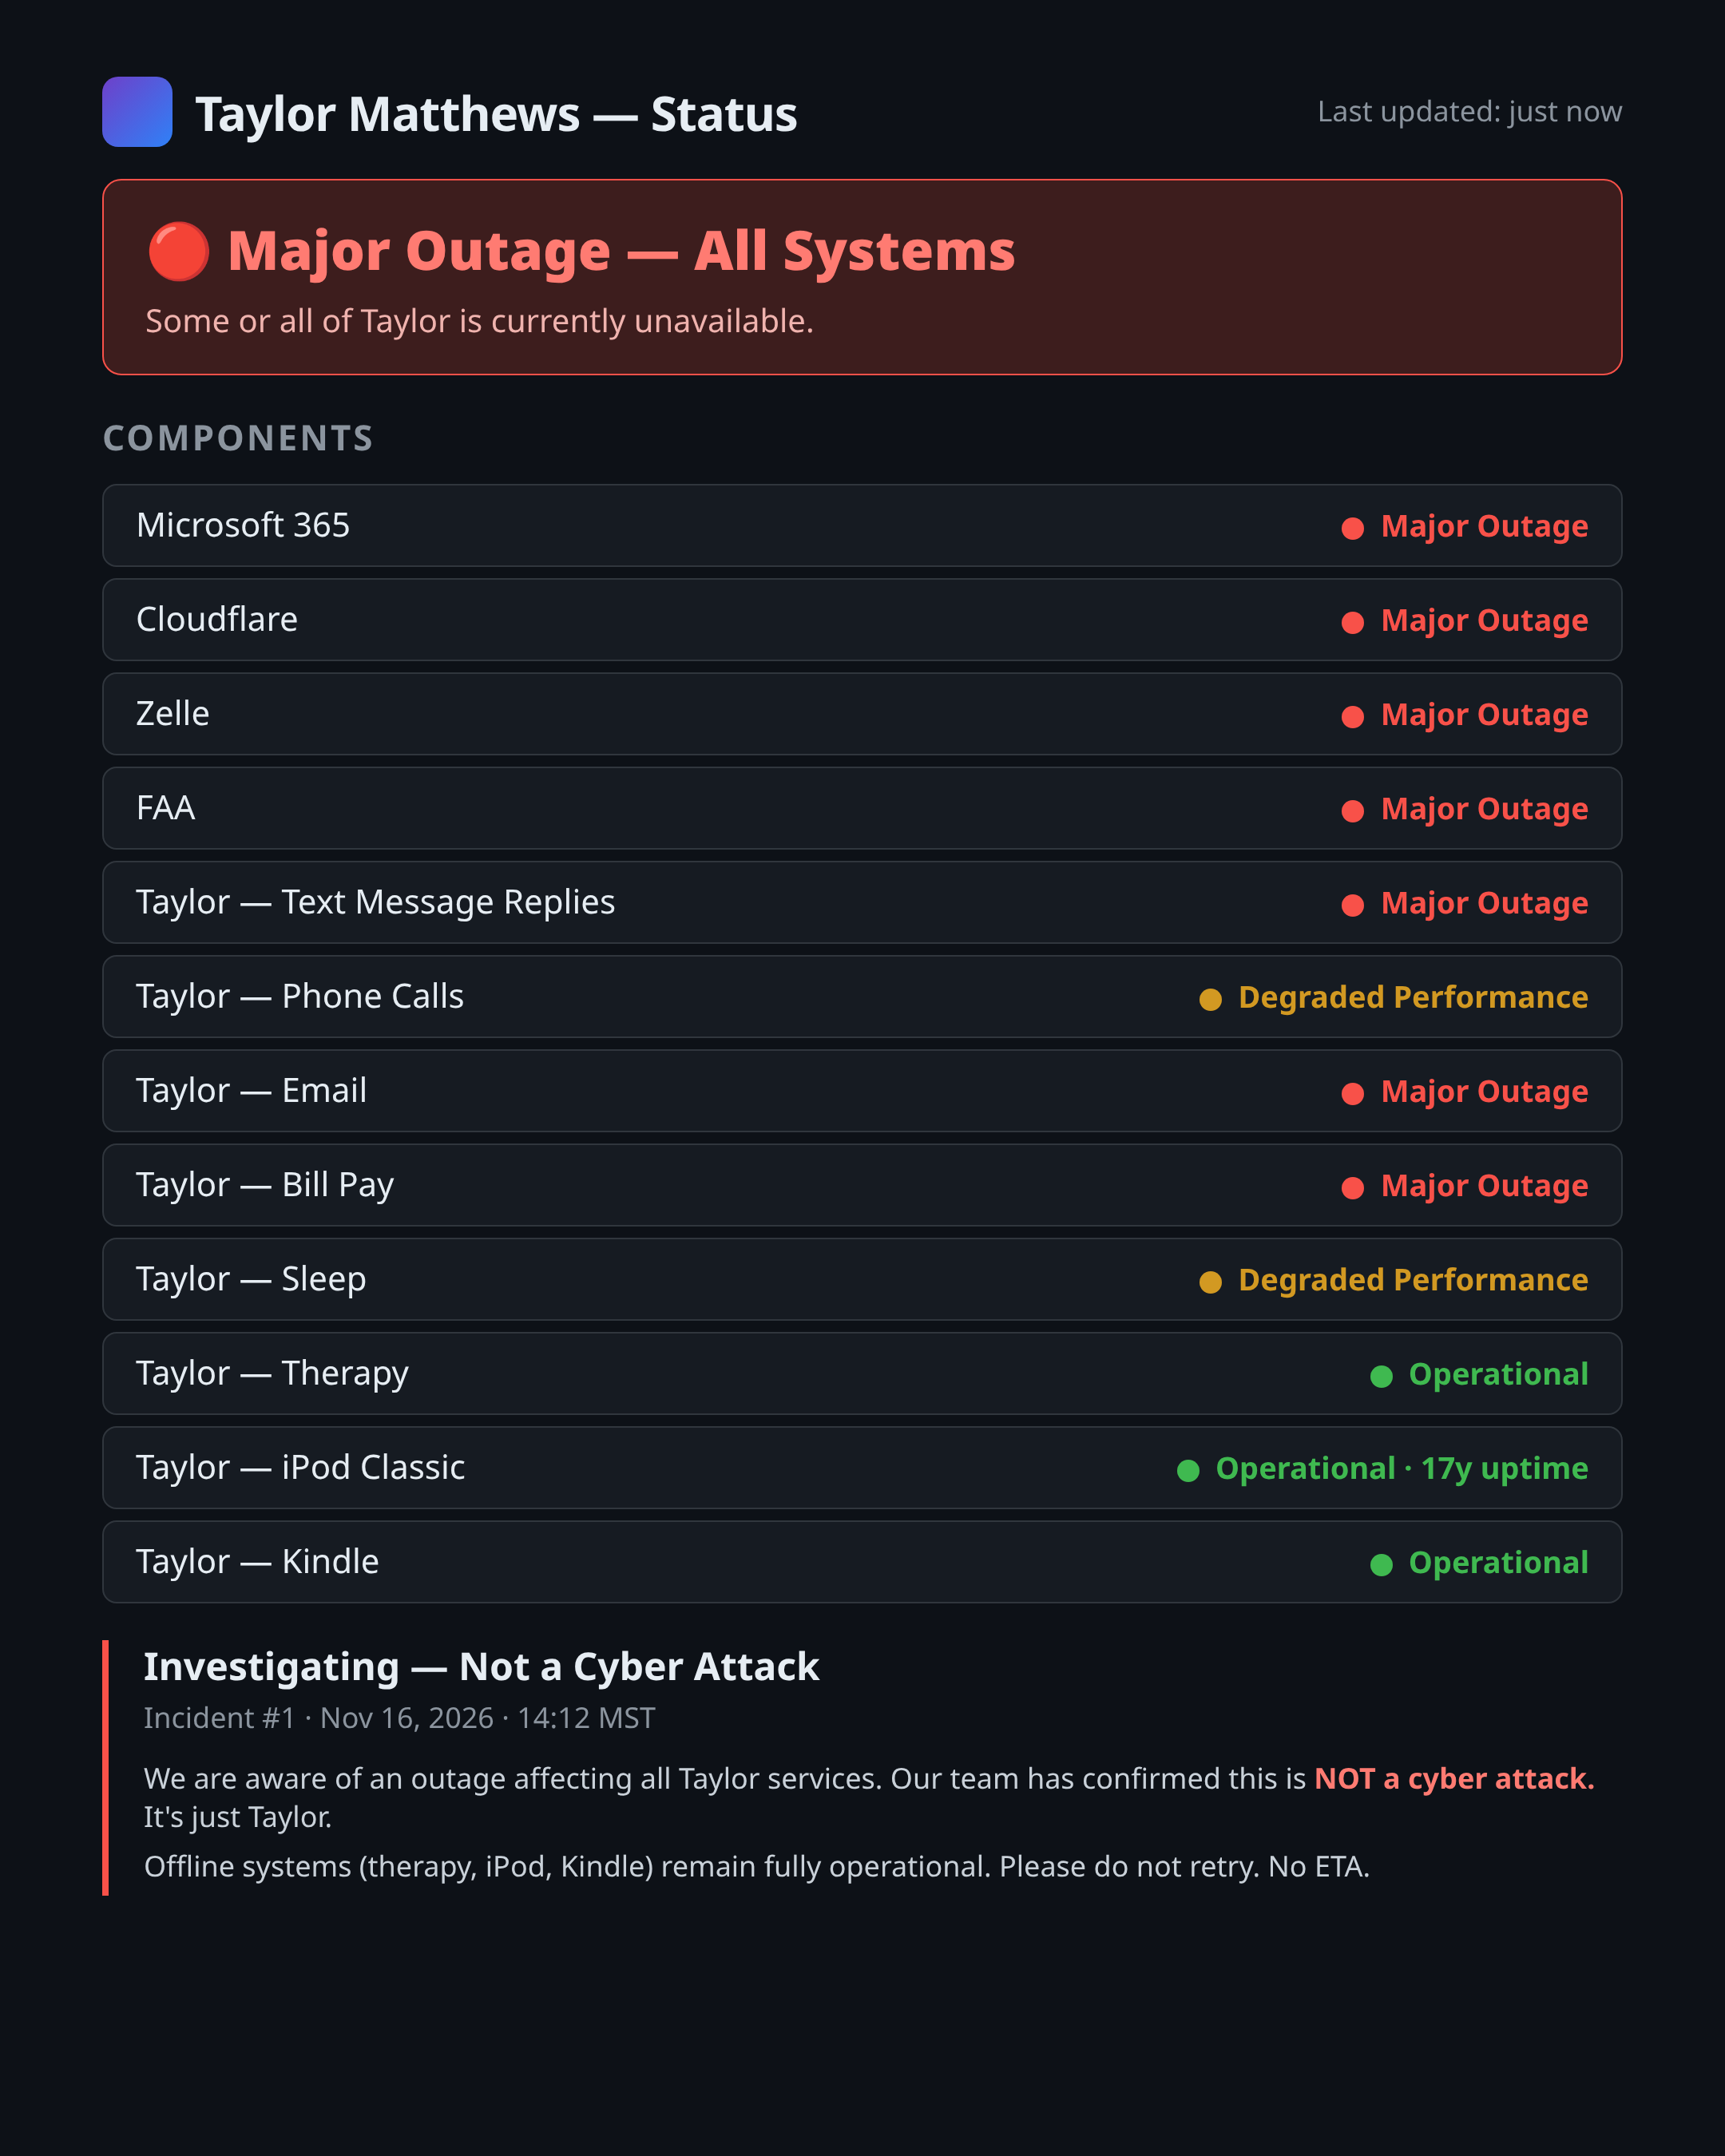 Taylor Matthews — Status
Last updated: just now
🔴 Major Outage — All Systems
Some or all of Taylor is currently unavailable.
COMPONENTS
Microsoft 365 ● Major Outage
Cloudflare ● Major Outage
Zelle ● Major Outage
FAA ● Major Outage
Taylor — Text Message Replies ● Major Outage
Taylor — Phone Calls ● Degraded Performance
Taylor — Email ● Major Outage
Taylor — Bill Pay ● Major Outage
Taylor — Sleep ● Degraded Performance
Taylor — Therapy ● Operational
Taylor — iPod Classic ● Operational · 17y uptime
Taylor — Kindle ● Operational
Investigating — Not a Cyber Attack
Incident #1 · Nov 16, 2026 · 14:12 MST
We are aware of an outage affecting all Taylor services. Our team has confirmed this is NOT a cyber attack.
It's just Taylor.
Offline systems (therapy, iPod, Kindle) remain fully operational. Please do not retry. No ETA.